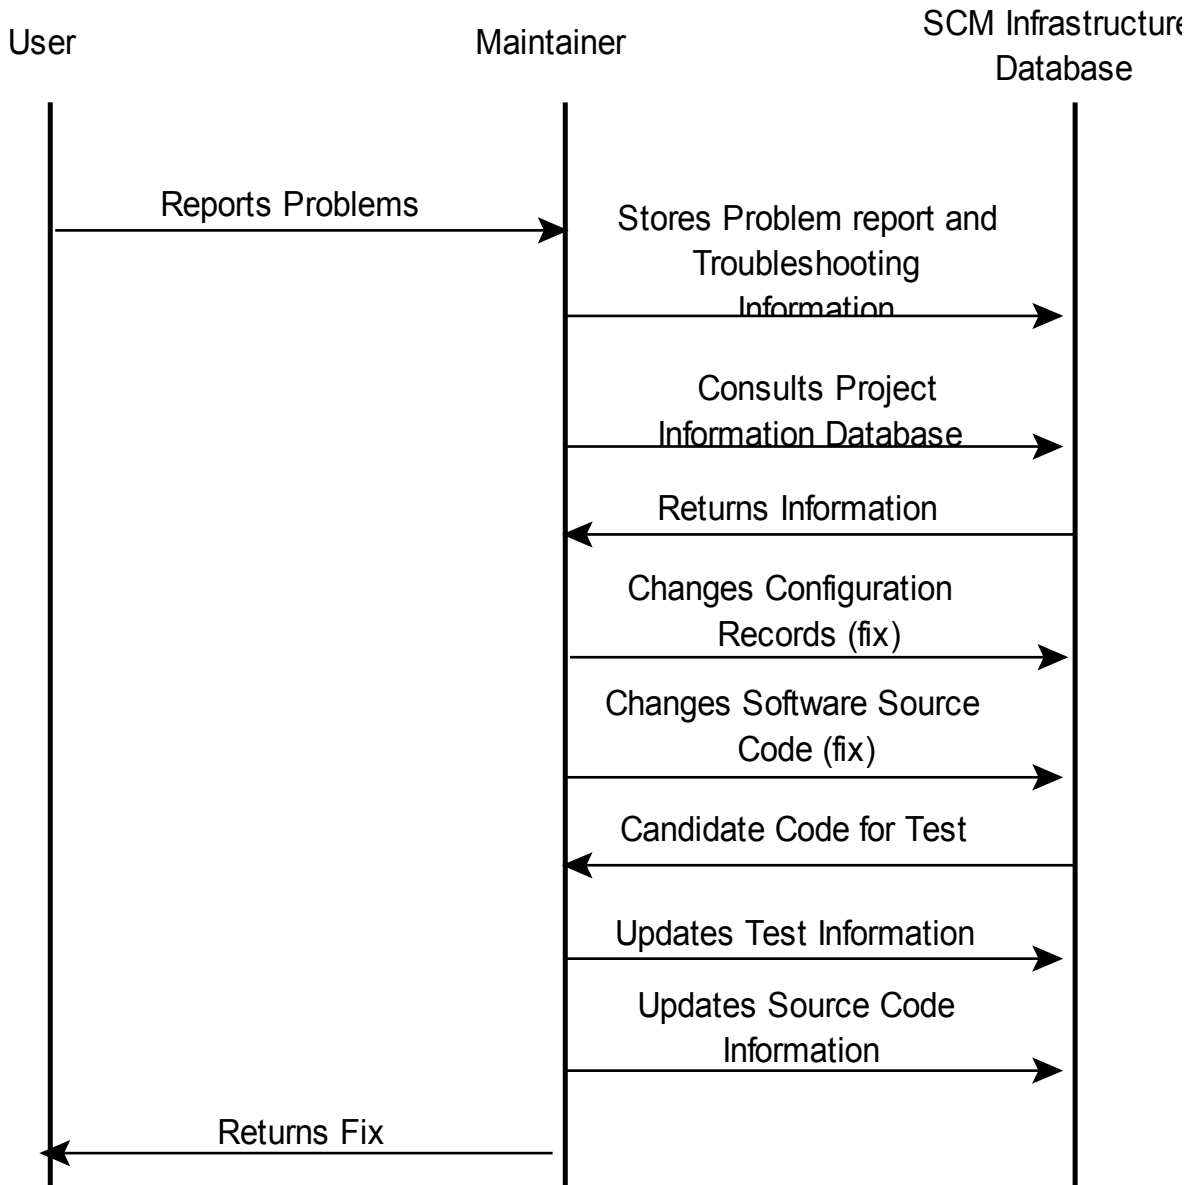 User
Maintainer
SCM Infrastructure
Database
Reports Problems
Stores Problem report and
Troubleshooting
Information
Consults Project
Information Database
Returns Information
Changes Configuration
Records (fix)
Changes Software Source
Code (fix)
Candidate Code for Test
Updates Test Information
Updates Source Code
Information
Returns Fix